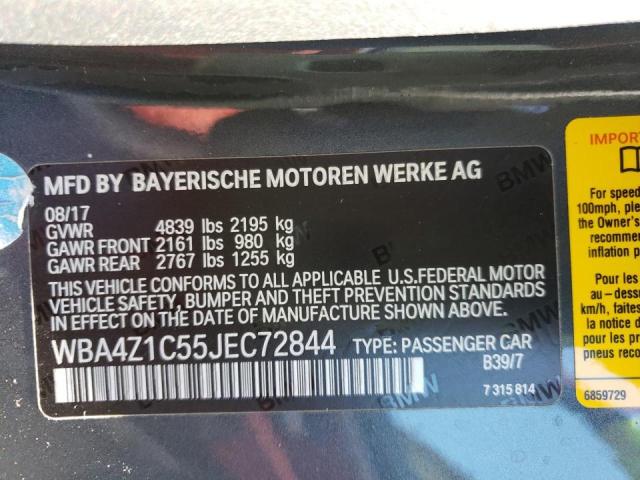 MFD BY BAYERISCHE MOTOREN WERKE AG
08/17
GVWR 4839 lbs 2195 kg
GAWR FRONT 2161 lbs 980 kg
GAWR REAR 2767 lbs 1255 kg
THIS VEHICLE CONFORMS TO ALL APPLICABLE U.S.FEDERAL MOTOR
VEHICLE SAFETY, BUMPER AND THEFT PREVENTION STANDARDS
IN EFFECT ON THE DATE OF MANUFACTURE SHOWN ABOVE.
WBA4Z1C55JEC72844 TYPE: PASSENGER CAR
B39/7
7 315 814
BMW
BMW
IMPOR
For speed
100mph, ple
the Owner's
recommen
inflation p
Pour les
au-dess
km/h, faites
la notice
pour
pneus reco
6859729